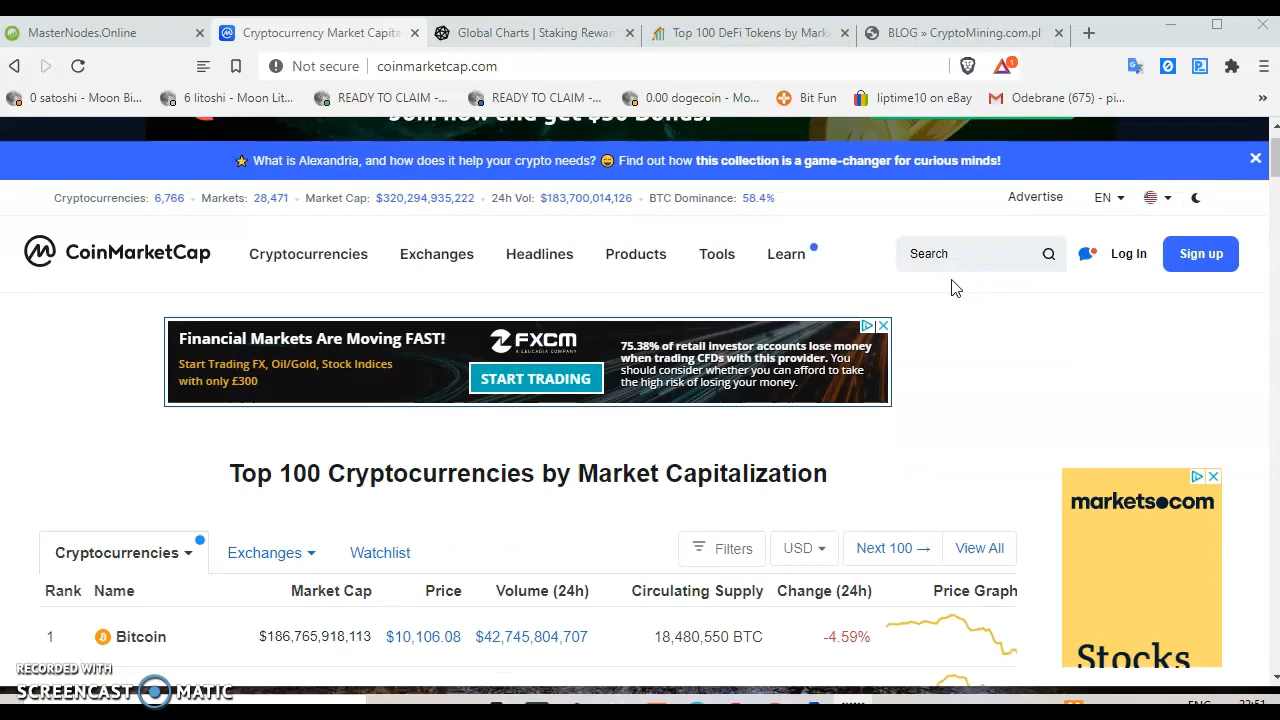 MasterNodes.Online
Cryptocurrency Market Capita
Global Charts | Staking Rewar
Top 100 DeFi Tokens by Mark
BLOG » CryptoMining.com.pl
Not secure
coinmarketcap.com
1
0 satoshi - Moon Bi...
6 litoshi - Moon Lit...
READY TO CLAIM -...
READY TO CLAIM -...
0.00 dogecoin - Mo...
Bit Fun
liptime10 on eBay
Odebrane (675) - pi...
»
What is Alexandria, and how does it help your crypto needs? Find out how this collection is a game-changer for curious minds!
Cryptocurrencies: 6,766 Markets: 28,471 Market Cap: $320,294,935,222 24h Vol: $183,700,014,126 BTC Dominance: 58.4%
Advertise
EN
CoinMarketCap
Cryptocurrencies
Exchanges
Headlines
Products
Tools
Learn
Search
Log In
Sign up
Financial Markets Are Moving FAST!
Start Trading FX, Oil/Gold, Stock Indices
with only £300
FXCM
A LEUCADIA COMPANY
START TRADING
75.38% of retail investor accounts lose money
when trading CFDs with this provider. You
should consider whether you can afford to take
the high risk of losing your money.
Top 100 Cryptocurrencies by Market Capitalization
markets.com
Stocks
Cryptocurrencies
Exchanges
Watchlist
Filters
USD
Next 100 →
View All
Rank Name Market Cap Price Volume (24h) Circulating Supply Change (24h) Price Graph
1 Bitcoin $186,765,918,113 $10,106.08 $42,745,804,707 18,480,550 BTC -4.59%
RECORDED WITH
SCREENCAST MATIC